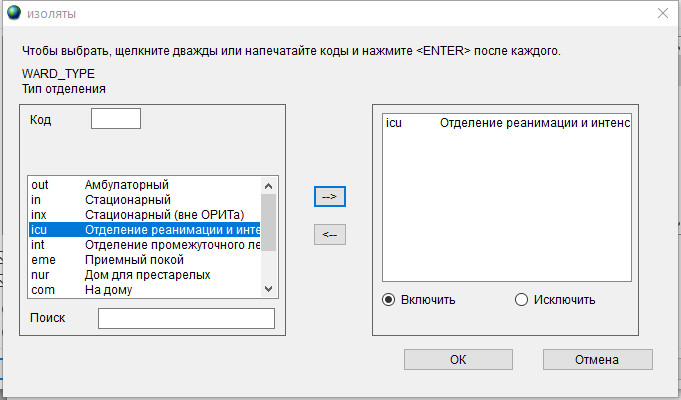 изоляты
Чтобы выбрать, щелкните дважды или напечатайте коды и нажмите <ENTER> после каждого.
WARD_TYPE
Тип отделения
Код
out Амбулаторный
in Стационарный
inx Стационарный (вне ОРИТа)
icu Отделение реанимации и инте
int Отделение промежуточного ле
eme Приемный покой
nur Дом для престарелых
com На дому
Поиск
-->
<--
icu Отделение реанимации и интенс
Включить
Исключить
ОК
Отмена